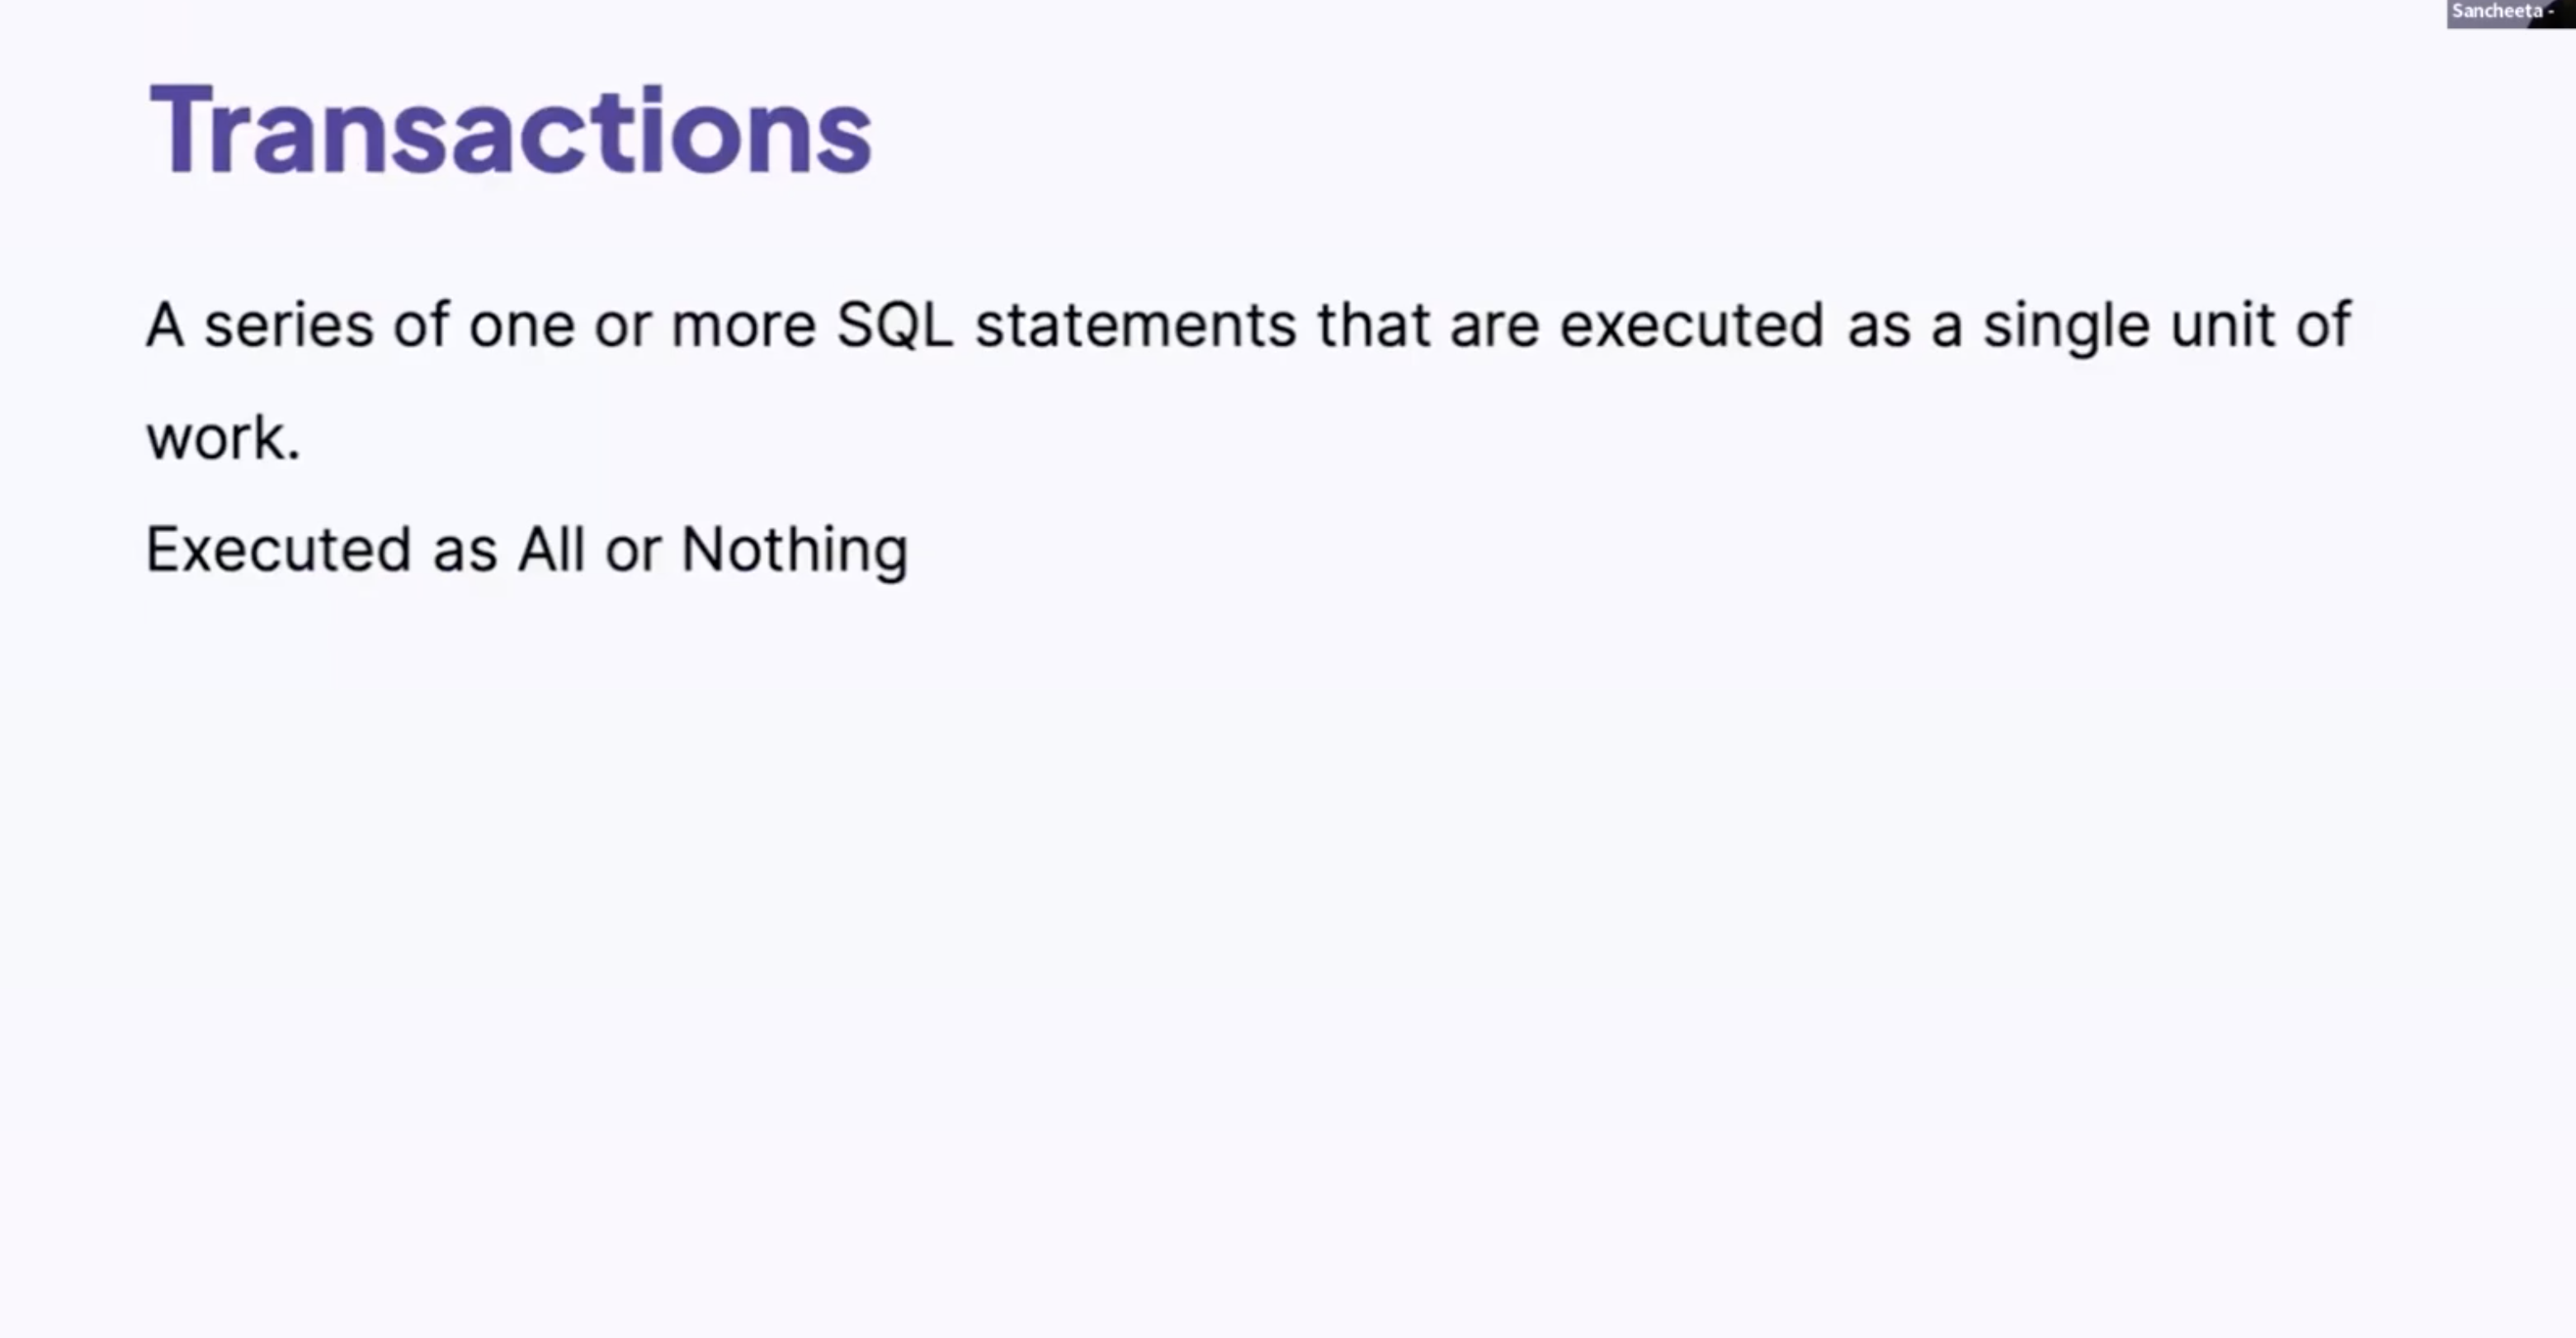 Sancheeta -
Transactions
A series of one or more SQL statements that are executed as a single unit of
work.
Executed as All or Nothing